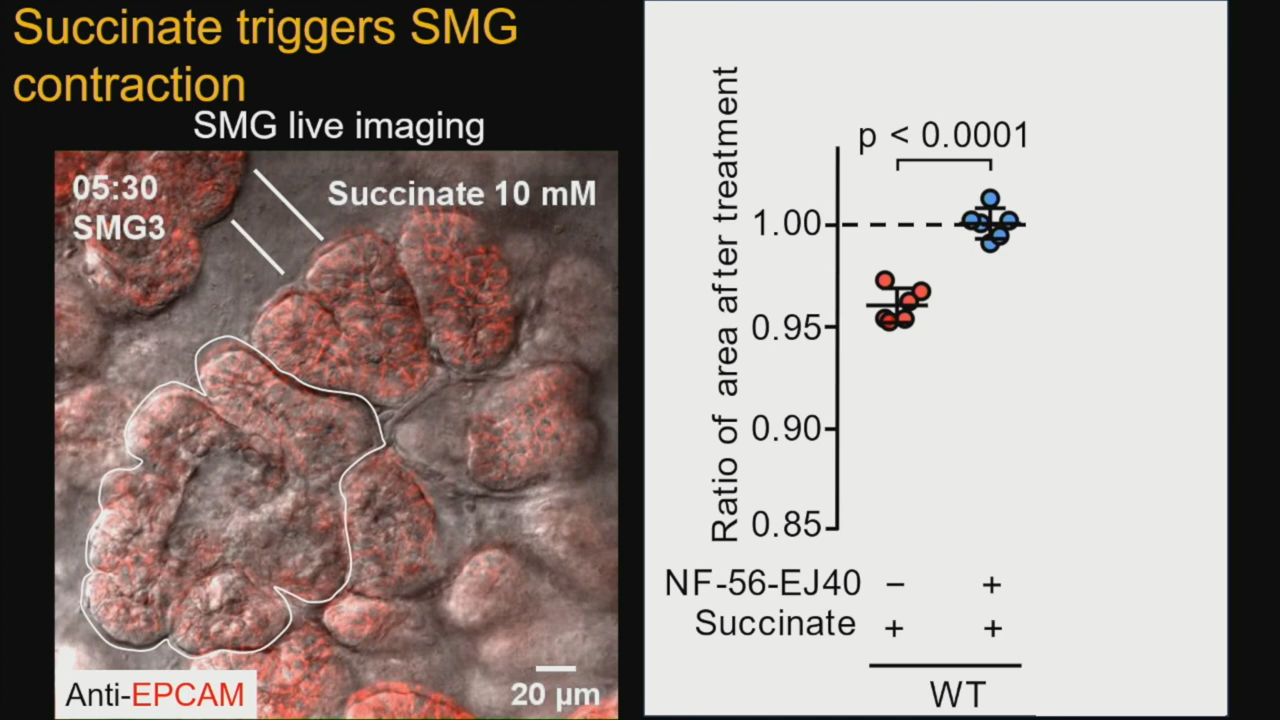 Succinate triggers SMG
contraction
SMG live imaging
05:30
SMG3
Succinate 10 mM
Anti-EPCAM
20 µm
Ratio of area after treatment
p < 0.0001
1.00
0.95
0.90
0.85
NF-56-EJ40 – +
Succinate + +
WT